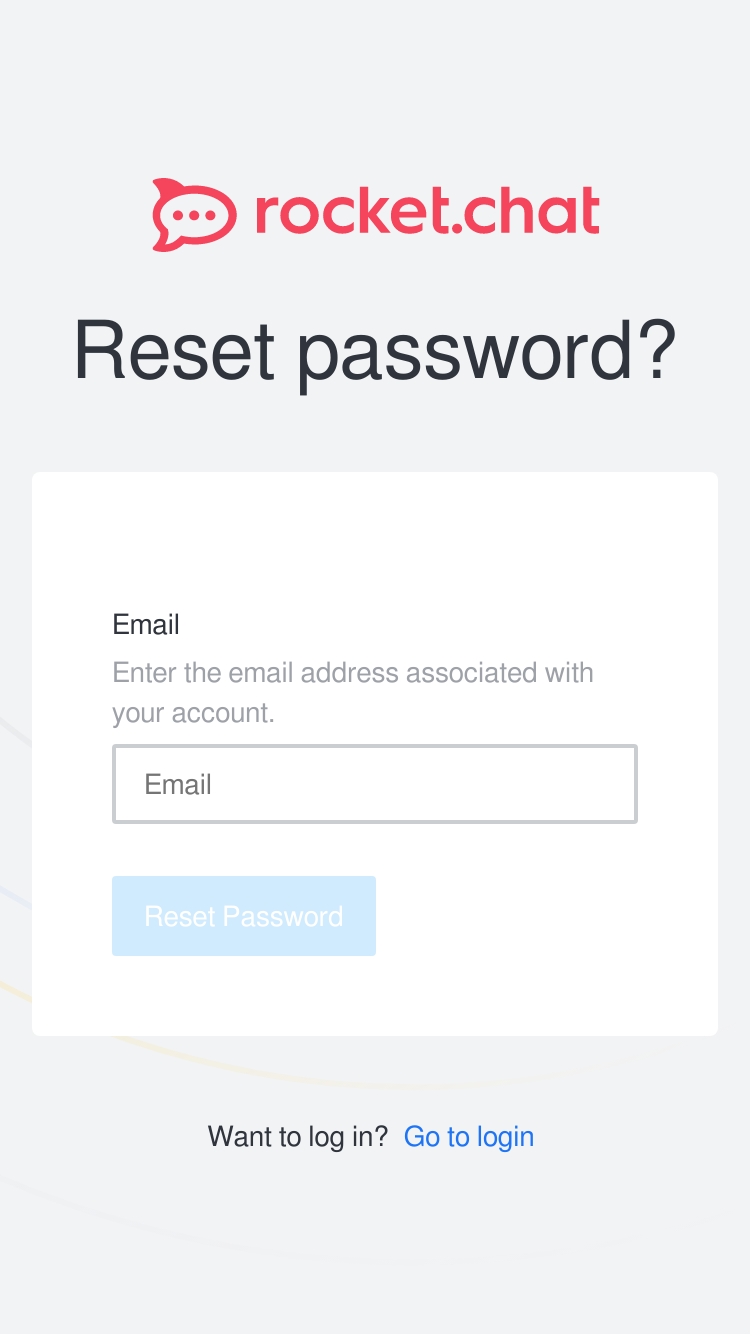 rocket.chat
Reset password?
Email
Enter the email address associated with
your account.
Email
Reset Password
Want to log in? Go to login